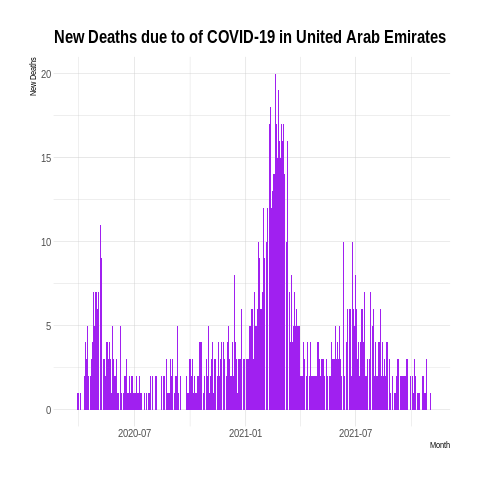 New Deaths due to of COVID-19 in United Arab Emirates
New Deaths
20
15
10
5
0
2020-07
2021-01
2021-07
Month